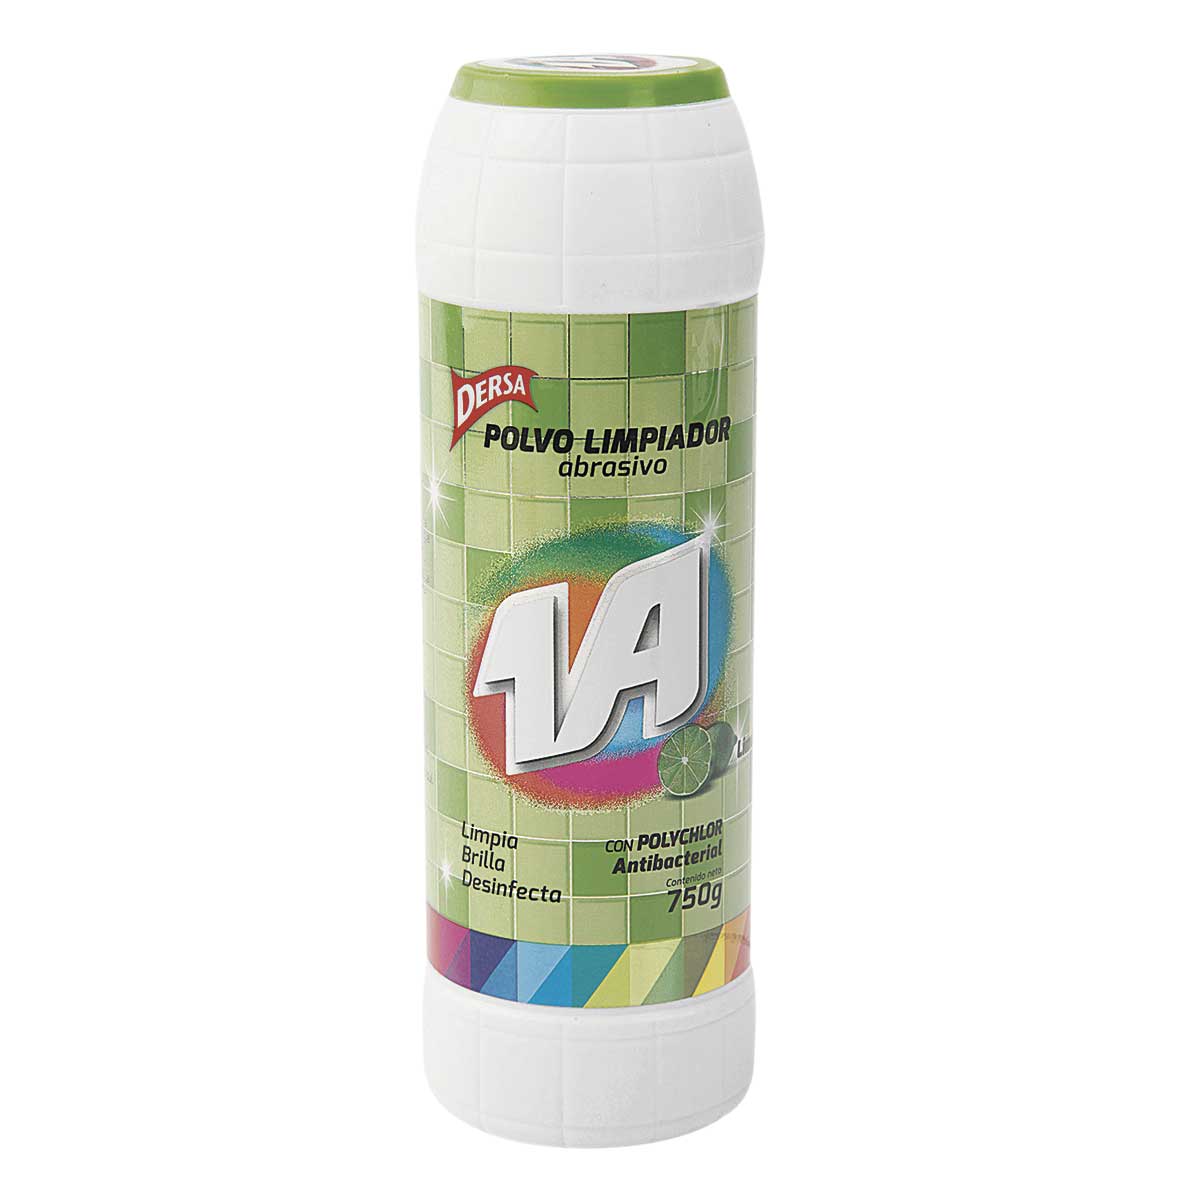 DERSA
POLVO LIMPIADOR
abrasivo
1A
Limpia
Brilla
Desinfecta
CON POLYCHLOR
Antibacterial
Contenido neto
750g